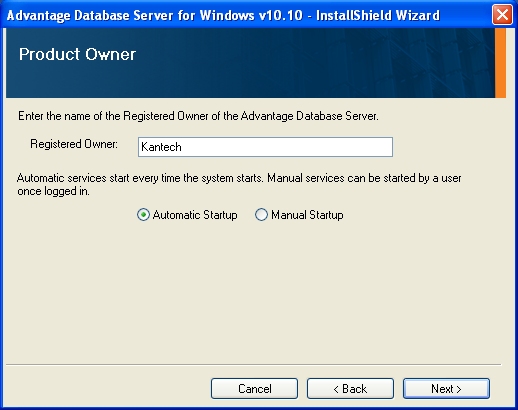 Advantage Database Server for Windows v10.10 - InstallShield Wizard
Product Owner
Enter the name of the Registered Owner of the Advantage Database Server.
Registered Owner: Kantech
Automatic services start every time the system starts. Manual services can be started by a user
once logged in.
Automatic Startup Manual Startup
Cancel < Back Next >